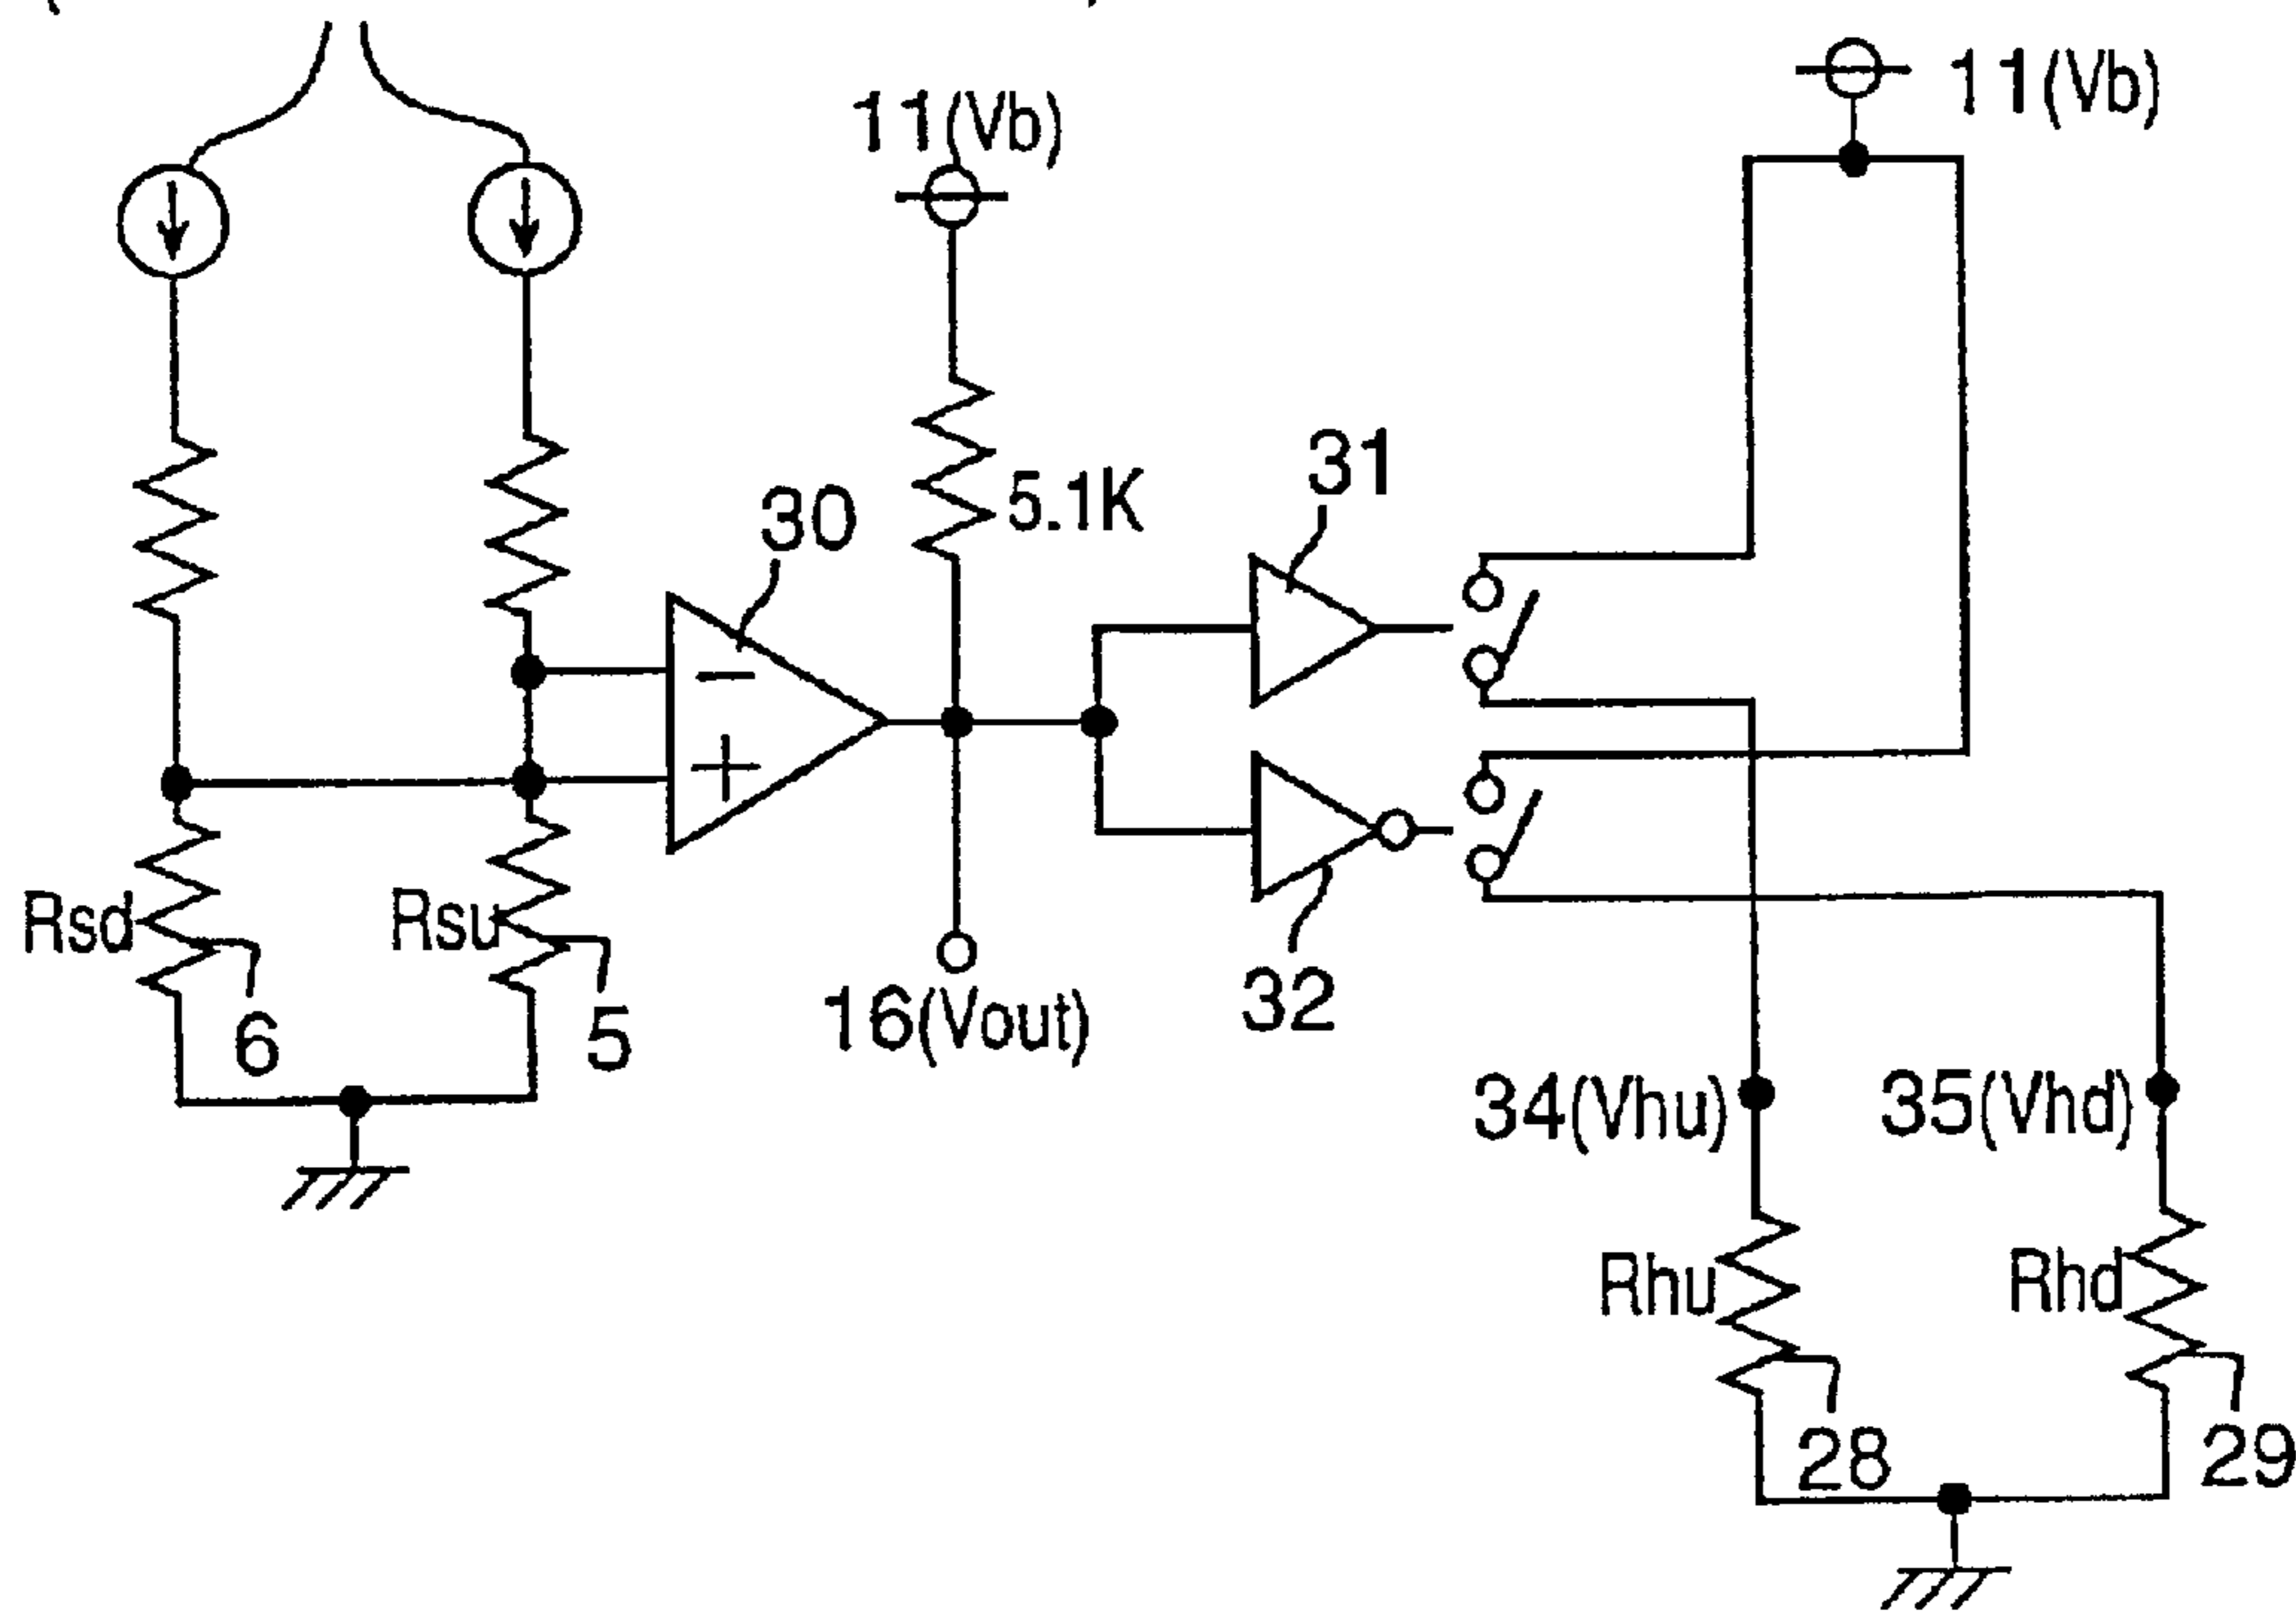 11(Vb)
11(Vb)
31
30
5.1K
−
+
Rsd
Rsu
6
5
16(Vout)
32
34(Vhu)
35(Vhd)
Rhu
Rhd
28
29